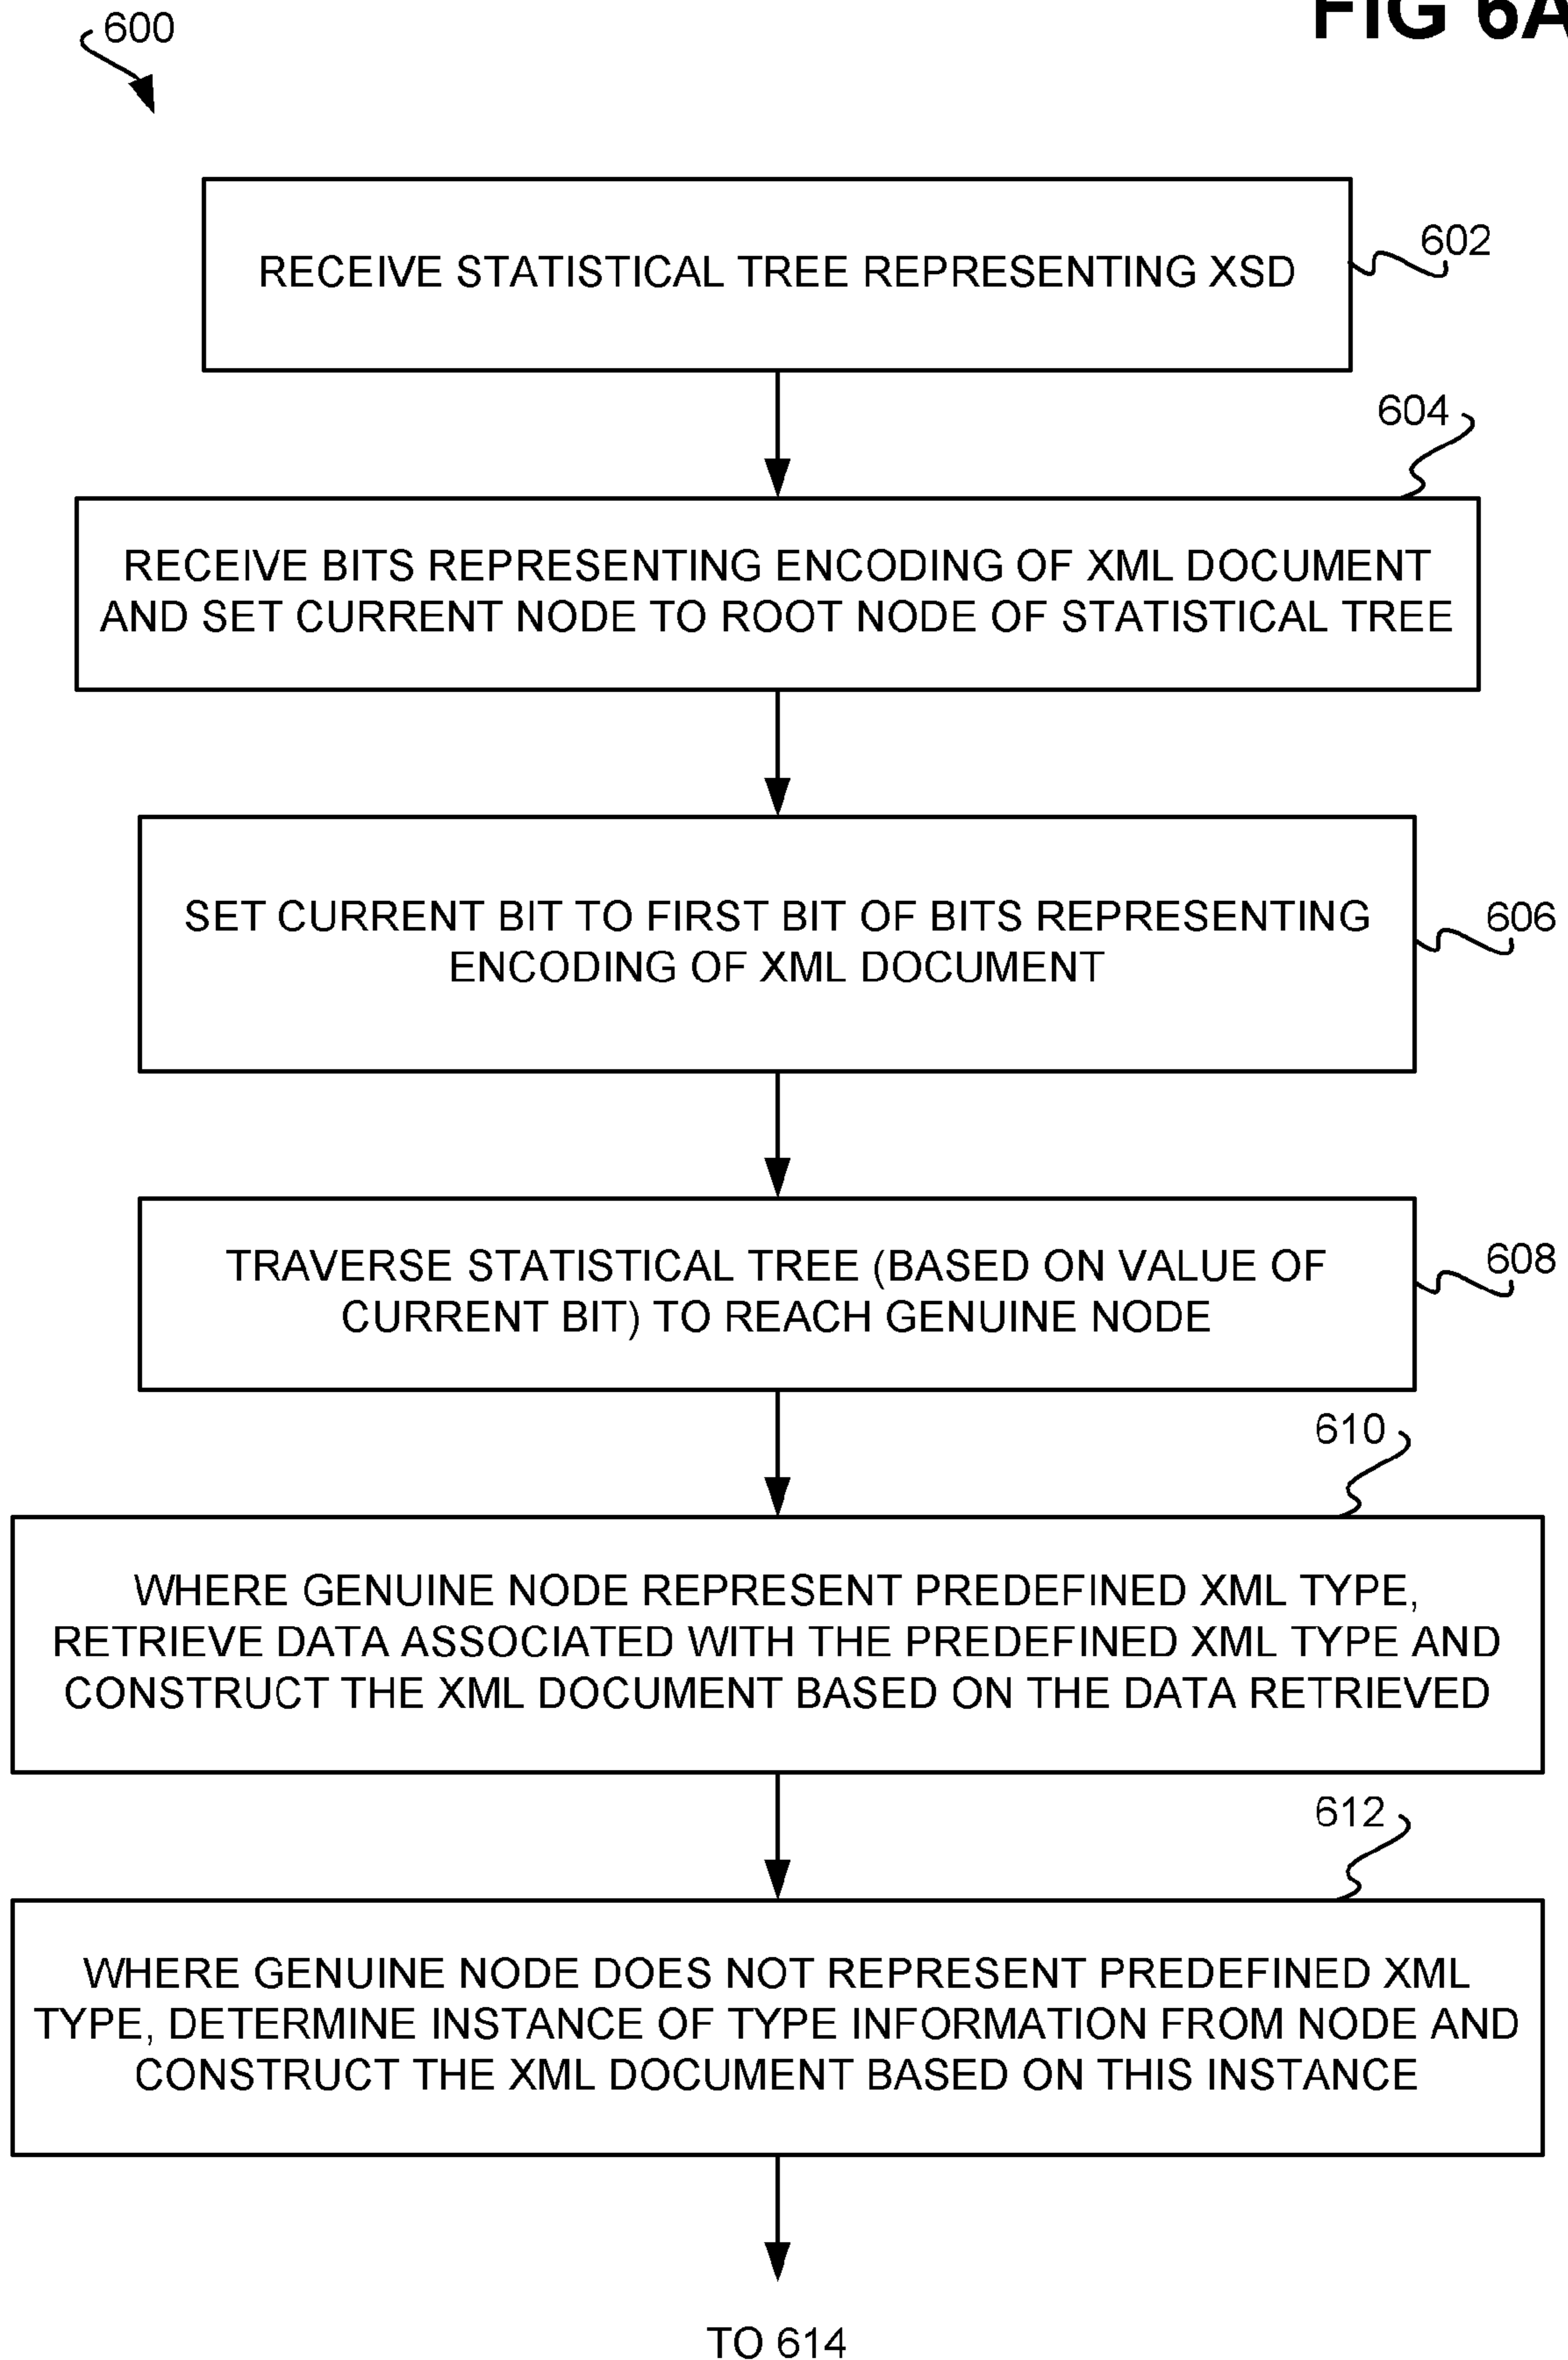 FIG 6A
600
RECEIVE STATISTICAL TREE REPRESENTING XSD
602
604
RECEIVE BITS REPRESENTING ENCODING OF XML DOCUMENT
AND SET CURRENT NODE TO ROOT NODE OF STATISTICAL TREE
SET CURRENT BIT TO FIRST BIT OF BITS REPRESENTING
ENCODING OF XML DOCUMENT
606
TRAVERSE STATISTICAL TREE (BASED ON VALUE OF
CURRENT BIT) TO REACH GENUINE NODE
608
610
WHERE GENUINE NODE REPRESENT PREDEFINED XML TYPE,
RETRIEVE DATA ASSOCIATED WITH THE PREDEFINED XML TYPE AND
CONSTRUCT THE XML DOCUMENT BASED ON THE DATA RETRIEVED
612
WHERE GENUINE NODE DOES NOT REPRESENT PREDEFINED XML
TYPE, DETERMINE INSTANCE OF TYPE INFORMATION FROM NODE AND
CONSTRUCT THE XML DOCUMENT BASED ON THIS INSTANCE
TO 614